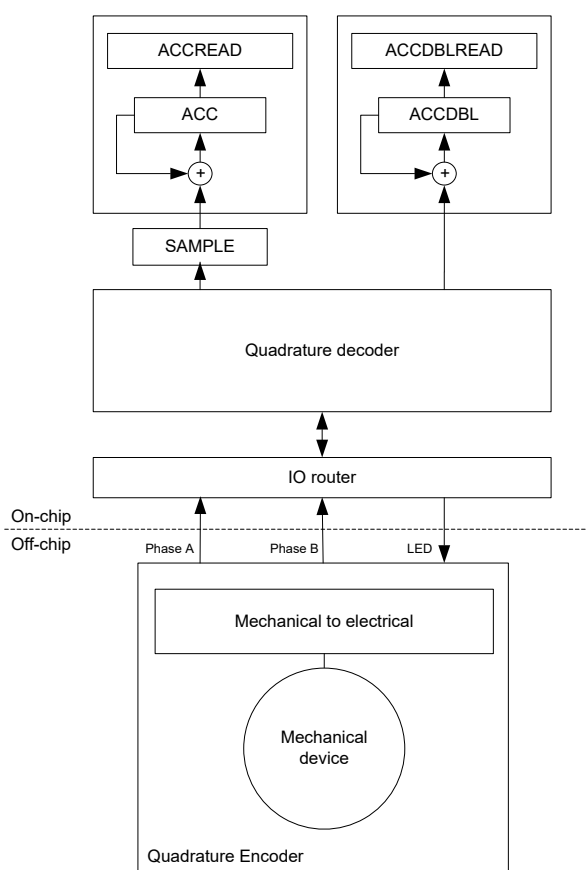 ACCREAD
ACCDBLREAD
ACC
ACCDBL
+
+
SAMPLE
Quadrature decoder
IO router
On-chip
Off-chip
Phase A
Phase B
LED
Mechanical to electrical
Mechanical
device
Quadrature Encoder